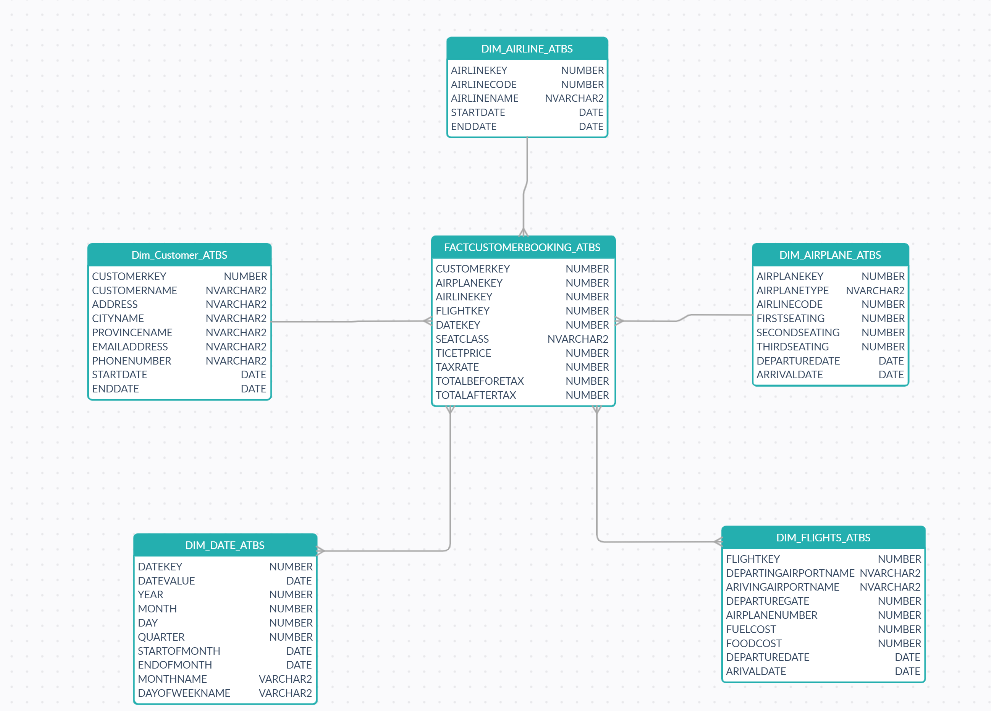 DIM_AIRLINE_ATBS
AIRLINEKEY NUMBER
AIRLINECODE NUMBER
AIRLINENAME NVARCHAR2
STARTDATE DATE
ENDDATE DATE
Dim_Customer_ATBS
CUSTOMERKEY NUMBER
CUSTOMERNAME NVARCHAR2
ADDRESS NVARCHAR2
CITYNAME NVARCHAR2
PROVINCENAME NVARCHAR2
EMAILADDRESS NVARCHAR2
PHONENUMBER NVARCHAR2
STARTDATE DATE
ENDDATE DATE
FACTCUSTOMERBOOKING_ATBS
CUSTOMERKEY NUMBER
AIRPLANEKEY NUMBER
AIRLINEKEY NUMBER
FLIGHTKEY NUMBER
DATEKEY NUMBER
SEATCLASS NVARCHAR2
TICETPRICE NUMBER
TAXRATE NUMBER
TOTALBEFORETAX NUMBER
TOTALAFTERTAX NUMBER
DIM_AIRPLANE_ATBS
AIRPLANEKEY NUMBER
AIRPLANETYPE NVARCHAR2
AIRLINECODE NUMBER
FIRSTSEATING NUMBER
SECONDSEATING NUMBER
THIRDSEATING NUMBER
DEPARTUREDATE DATE
ARRIVALDATE DATE
DIM_DATE_ATBS
DATEKEY NUMBER
DATEVALUE DATE
YEAR NUMBER
MONTH NUMBER
DAY NUMBER
QUARTER NUMBER
STARTOFMONTH DATE
ENDOFMONTH DATE
MONTHNAME VARCHAR2
DAYOFWEEKNAME VARCHAR2
DIM_FLIGHTS_ATBS
FLIGHTKEY NUMBER
DEPARTINGAIRPORTNAME NVARCHAR2
ARIVINGAIRPORTNAME NVARCHAR2
DEPARTUREGATE NUMBER
AIRPLANENUMBER NUMBER
FUELCOST NUMBER
FOODCOST NUMBER
DEPARTUREDATE DATE
ARIVALDATE DATE